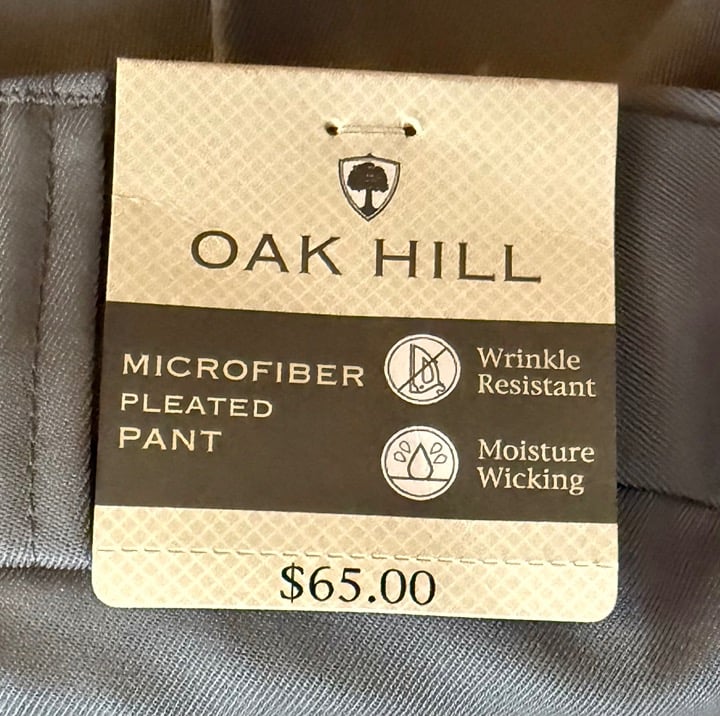 OAK HILL
MICROFIBER
PLEATED
PANT
Wrinkle
Resistant
Moisture
Wicking
$65.00